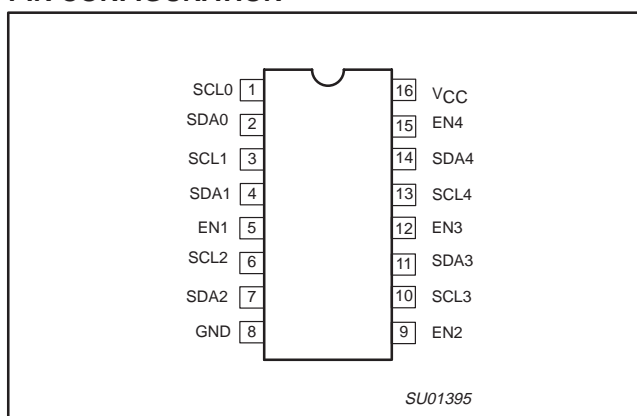 PIN CONFIGURATION
SCL0 1 16 VCC
SDA0 2 15 EN4
SCL1 3 14 SDA4
SDA1 4 13 SCL4
EN1 5 12 EN3
SCL2 6 11 SDA3
SDA2 7 10 SCL3
GND 8 9 EN2
SU01395